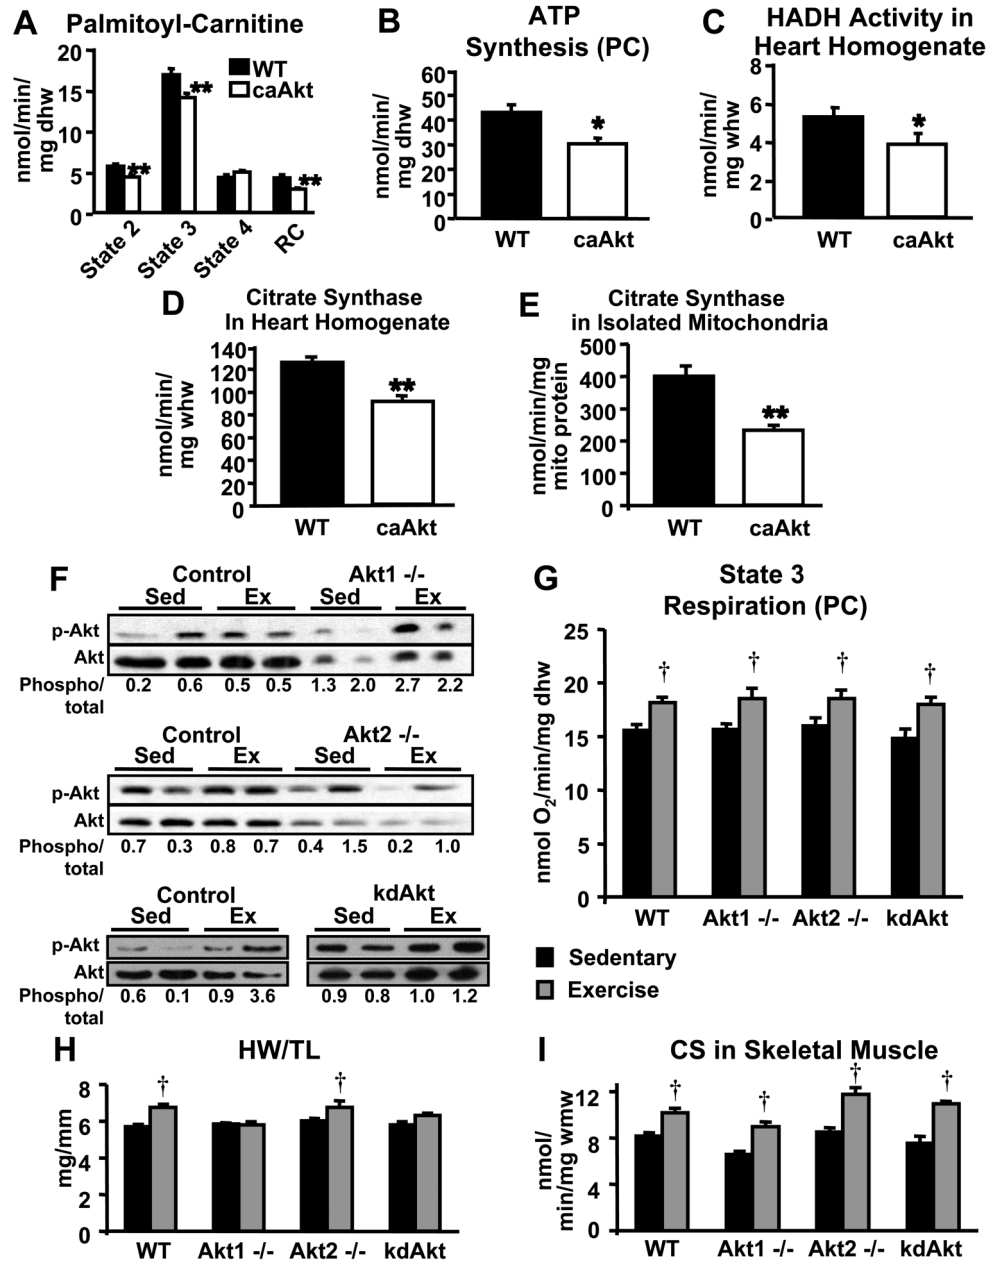 A Palmitoyl-Carnitine
nmol/min/
mg dhw
20
15
10
5
0
WT
caAkt
**
**
**
State 2
State 3
State 4
RC
B ATP
Synthesis (PC)
nmol/min/
mg dhw
60
50
40
30
20
10
0
*
WT caAkt
C HADH Activity in
Heart Homogenate
nmol/min/
mg whw
8
6
4
2
0
*
WT caAkt
D Citrate Synthase
In Heart Homogenate
nmol/min/
mg whw
140
120
100
80
60
40
20
0
**
WT caAkt
E Citrate Synthase
in Isolated Mitochondria
nmol/min/mg
mito protein
500
400
300
200
100
0
**
WT caAkt
F Control Akt1 -/-
Sed Ex Sed Ex
p-Akt
Akt
Phospho/ 0.2 0.6 0.5 0.5 1.3 2.0 2.7 2.2
total
Control Akt2 -/-
Sed Ex Sed Ex
p-Akt
Akt
Phospho/ 0.7 0.3 0.8 0.7 0.4 1.5 0.2 1.0
total
Control kdAkt
Sed Ex Sed Ex
p-Akt
Akt
Phospho/ 0.6 0.1 0.9 3.6 0.9 0.8 1.0 1.2
total
G State 3
Respiration (PC)
nmol O2/min/mg dhw
25
20
15
10
5
0
† † † †
WT Akt1 -/- Akt2 -/- kdAkt
Sedentary
Exercise
H HW/TL
mg/mm
8
6
4
2
0
† †
WT Akt1 -/- Akt2 -/- kdAkt
I CS in Skeletal Muscle
nmol/
min/mg wmw
12
8
4
0
† † † †
WT Akt1 -/- Akt2 -/- kdAkt